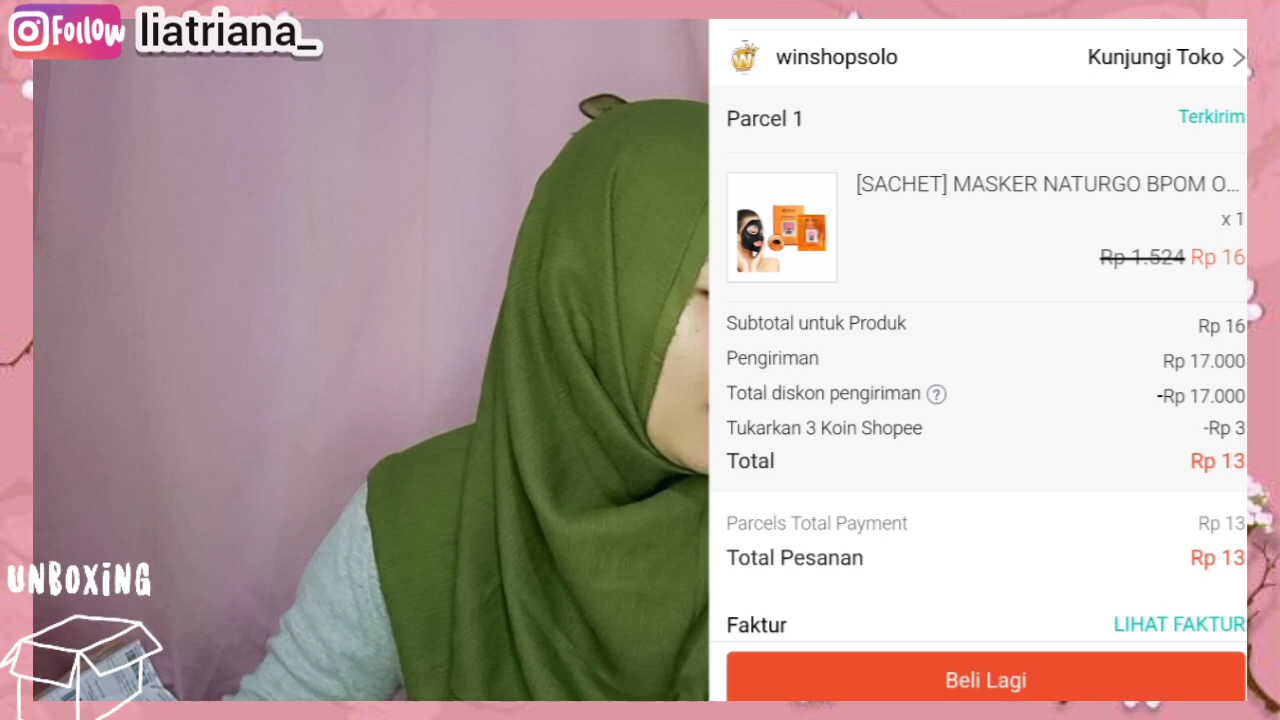 Follow liatriana_
winshopsolo Kunjungi Toko
Parcel 1 Terkirim
[SACHET] MASKER NATURGO BPOM O...
x 1
Rp 1.524 Rp 16
Subtotal untuk Produk Rp 16
Pengiriman Rp 17.000
Total diskon pengiriman ? -Rp 17.000
Tukarkan 3 Koin Shopee -Rp 3
Total Rp 13
Parcels Total Payment Rp 13
Total Pesanan Rp 13
Faktur LIHAT FAKTUR
Beli Lagi
UNBOXING